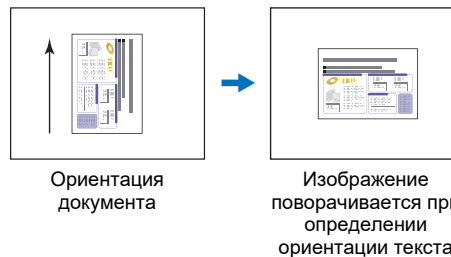 Ориентация
документа
Изображение
поворачивается при
определении
ориентации текста